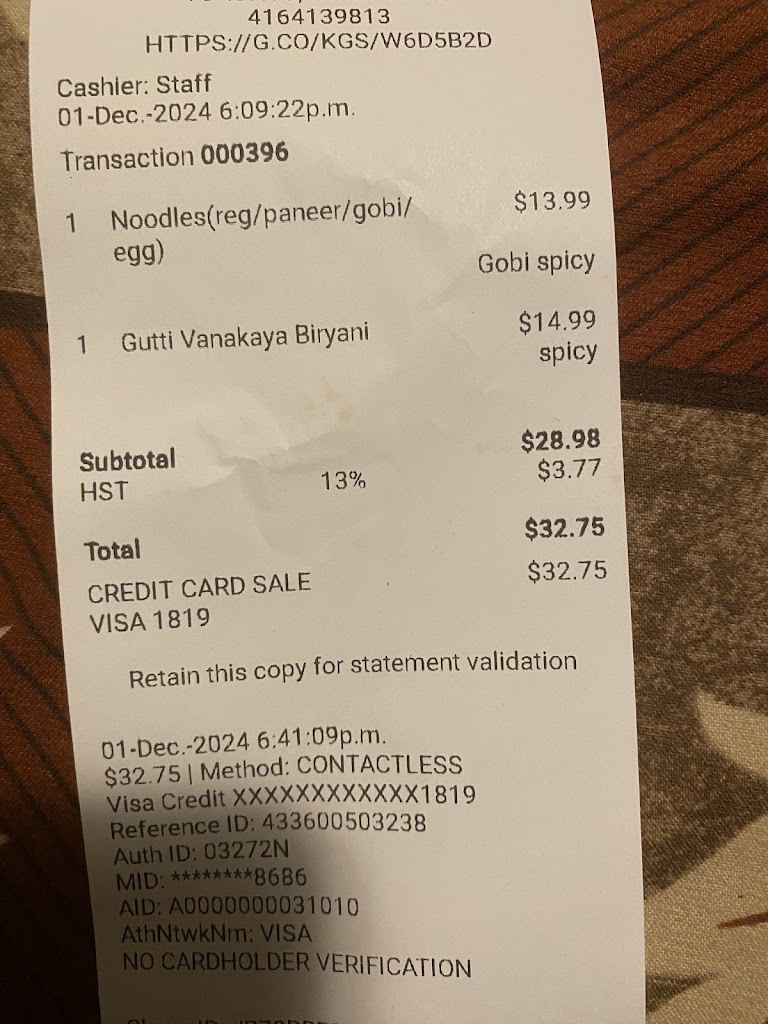 4164139813
HTTPS://G.CO/KGS/W6D5B2D
Cashier: Staff
01-Dec.-2024 6:09:22p.m.
Transaction 000396
1 Noodles(reg/paneer/gobi/ $13.99
egg)
Gobi spicy
1 Gutti Vanakaya Biryani $14.99
spicy
Subtotal $28.98
HST 13% $3.77
Total $32.75
CREDIT CARD SALE $32.75
VISA 1819
Retain this copy for statement validation
01-Dec.-2024 6:41:09p.m.
$32.75 | Method: CONTACTLESS
Visa Credit XXXXXXXXXXXX1819
Reference ID: 433600503238
Auth ID: 03272N
MID: ********8686
AID: A0000000031010
AthNtwkNm: VISA
NO CARDHOLDER VERIFICATION